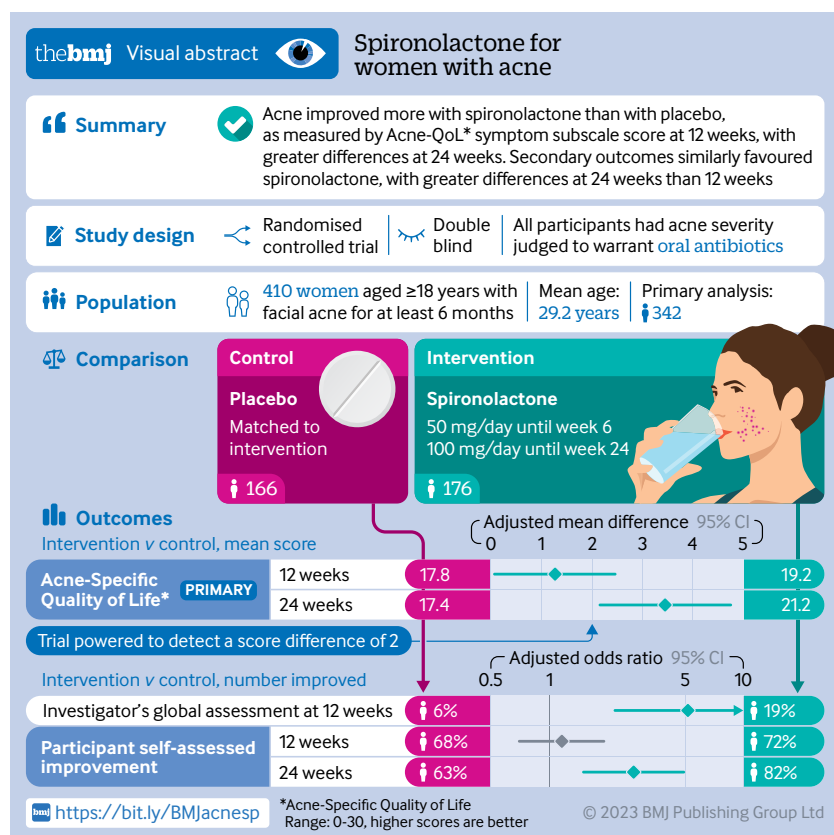 thebmj Visual abstract
Spironolactone for
women with acne
Summary
Acne improved more with spironolactone than with placebo,
as measured by Acne-QoL* symptom subscale score at 12 weeks, with
greater differences at 24 weeks. Secondary outcomes similarly favoured
spironolactone, with greater differences at 24 weeks than 12 weeks
Study design
Randomised
controlled trial
Double
blind
All participants had acne severity
judged to warrant oral antibiotics
Population
410 women aged ≥18 years with
facial acne for at least 6 months
Mean age:
29.2 years
Primary analysis:
342
Comparison
Control
Placebo
Matched to
intervention
166
Intervention
Spironolactone
50 mg/day until week 6
100 mg/day until week 24
176
Outcomes
Intervention v control, mean score
Adjusted mean difference 95% CI
0 1 2 3 4 5
Acne-Specific
Quality of Life*
PRIMARY
12 weeks 17.8 19.2
24 weeks 17.4 21.2
Trial powered to detect a score difference of 2
Intervention v control, number improved
Adjusted odds ratio 95% CI
0.5 1 5 10
Investigator's global assessment at 12 weeks 6% 19%
Participant self-assessed
improvement
12 weeks 68% 72%
24 weeks 63% 82%
bmj https://bit.ly/BMJacnesp
*Acne-Specific Quality of Life
Range: 0-30, higher scores are better
© 2023 BMJ Publishing Group Ltd